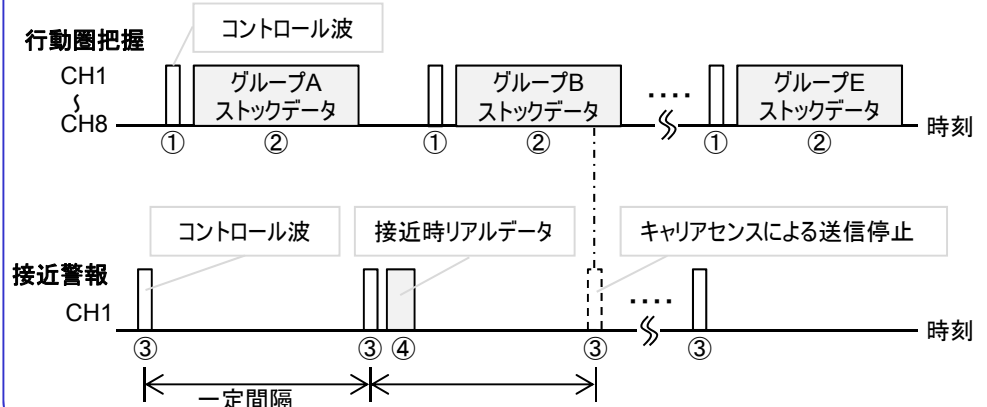 コントロール波
行動圏把握
CH1
∫
CH8
グループA
ストックデータ
グループB
ストックデータ
‥‥
グループE
ストックデータ
時刻
① ② ① ② ① ②
コントロール波
接近時リアルデータ
キャリアセンスによる送信停止
接近警報
CH1
‥‥
時刻
③ ③ ④ ③ ③
一定間隔